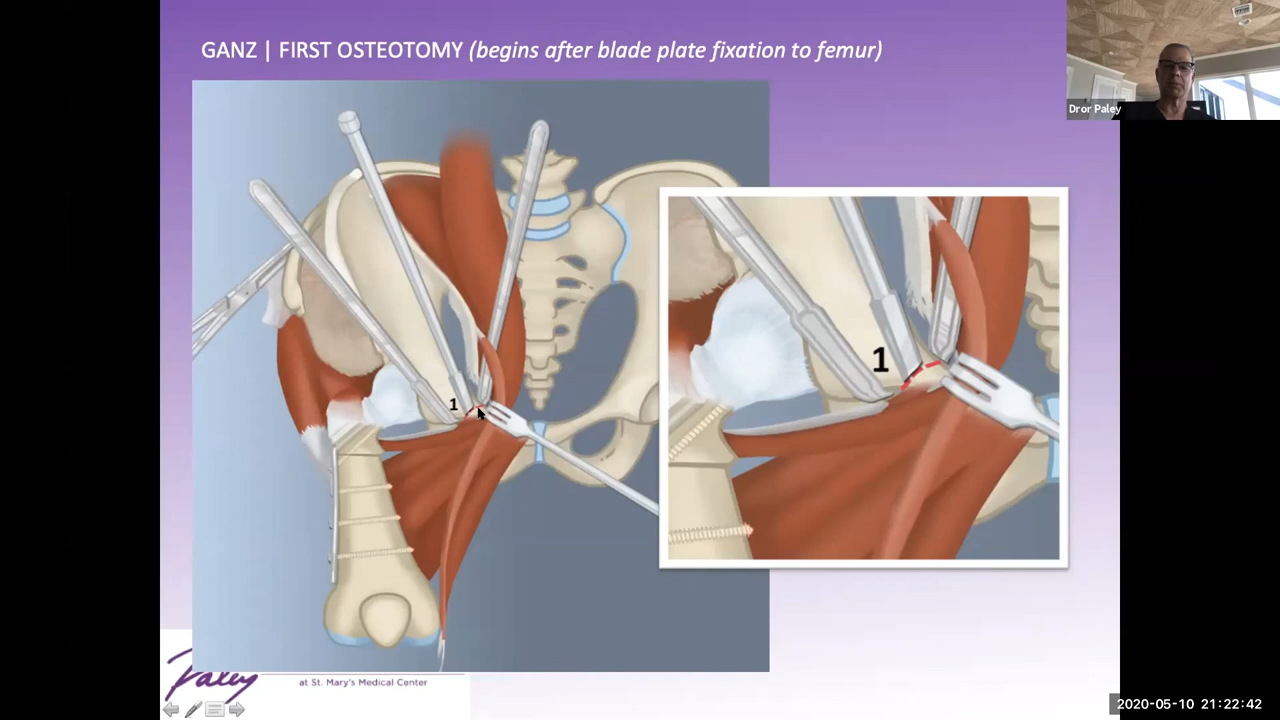 GANZ | FIRST OSTEOTOMY (begins after blade plate fixation to femur)
Dror Paley
1
1
Paley
at St. Mary's Medical Center
2020-05-10 21:22:42